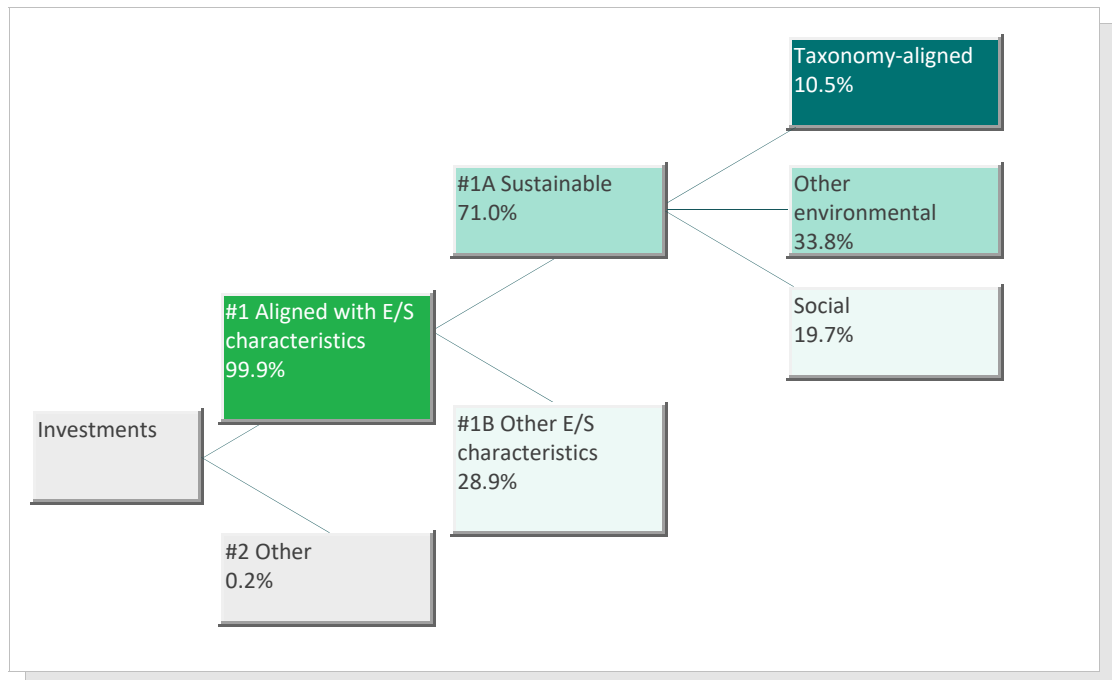 Investments
#1 Aligned with E/S
characteristics
99.9%
#2 Other
0.2%
#1A Sustainable
71.0%
#1B Other E/S
characteristics
28.9%
Taxonomy-aligned
10.5%
Other
environmental
33.8%
Social
19.7%